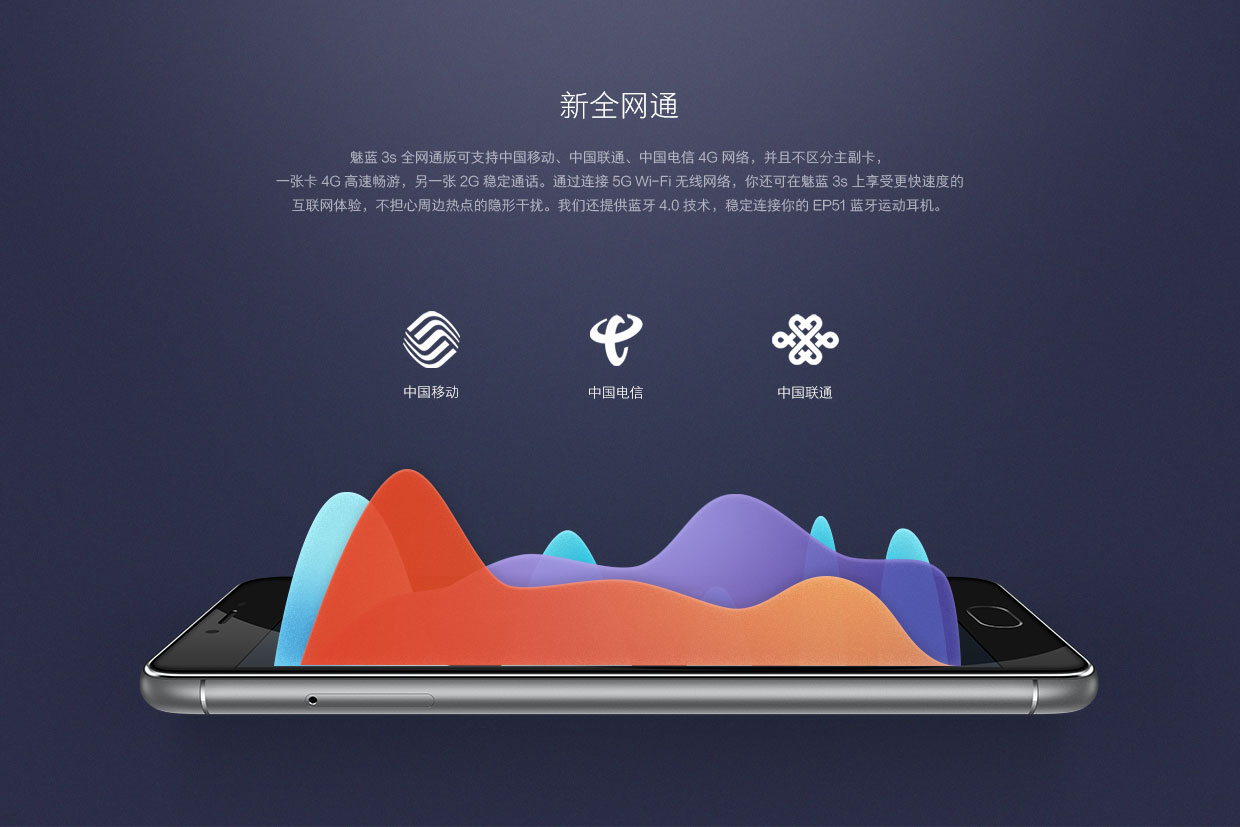 新全网通
魅蓝 3s 全网通版可支持中国移动、中国联通、中国电信 4G 网络，并且不区分主副卡，
一张卡 4G 高速畅游，另一张 2G 稳定通话。通过连接 5G Wi-Fi 无线网络，你还可在魅蓝 3s 上享受更快速度的
互联网体验，不担心周边热点的隐形干扰。我们还提供蓝牙 4.0 技术，稳定连接你的 EP51 蓝牙运动耳机。
中国移动
中国电信
中国联通